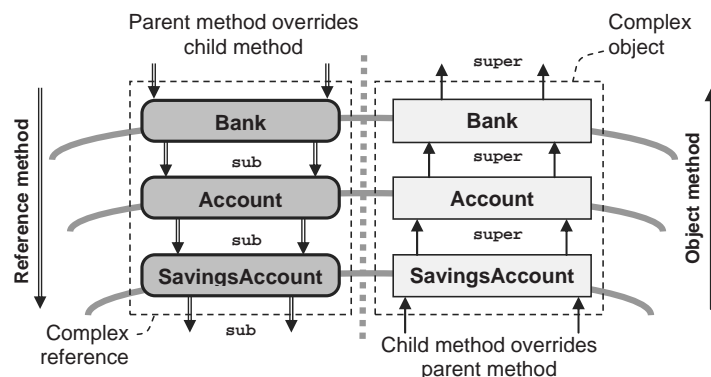 Parent method overrides
child method
Complex
object
super
Bank
Bank
sub
super
Account
Account
sub
super
SavingsAccount
SavingsAccount
sub
Reference method
Object method
Complex
reference
Child method overrides
parent method